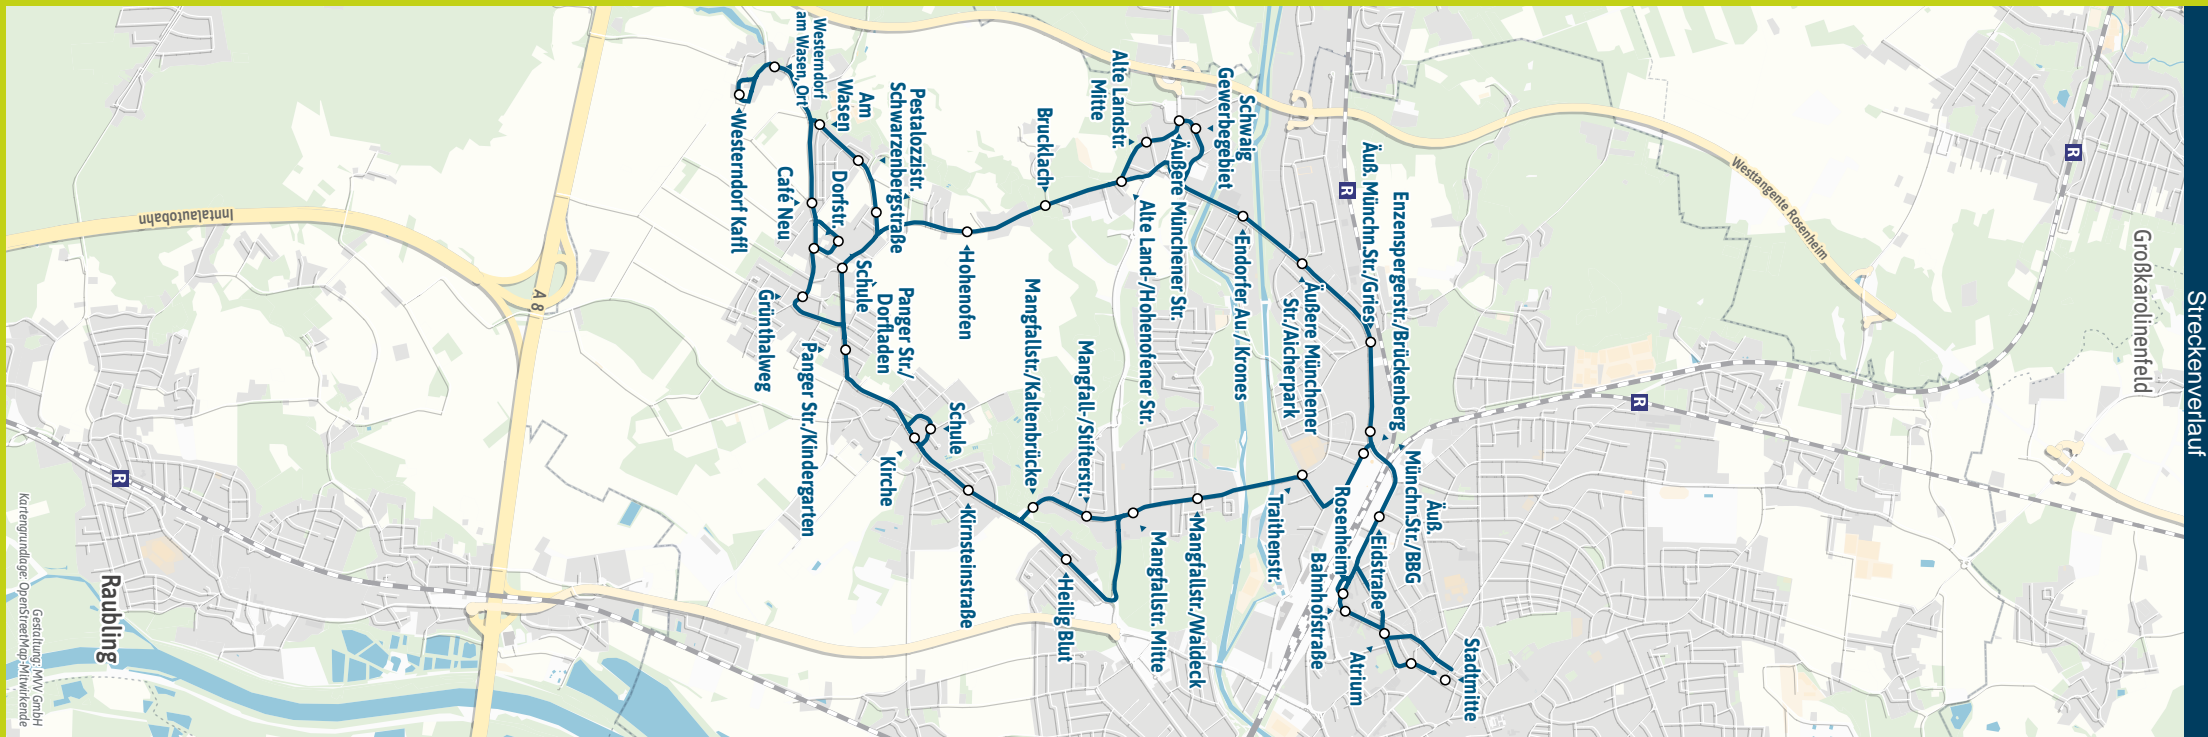 Streckenverlauf
Großkarolinenfeld
Westtangente Rosenheim
R
R
R
R
Stadtmitte
Atrium
Äuß.
Münchn.Str./BBG
Eidstraße
Enzenspergerstr./Brückenberg
Äuß. Münchn.Str./Gries
Rosenheim
Bahnhofstraße
Äußere Münchener
Str./Aicherpark
Traithenstr.
Schwaig
Gewerbegebiet
Endorfer Au / Krones
Äußere Münchener Str.
Mangfallstr./Waldeck
Alte Landstr.
Mitte
Alte Land-/Hohenofener Str.
Mangfallstr. Mitte
Mangfall-/Stifterstr.
Brucklach
Mangfallstr./Kaltenbrücke
Heilig Blut
Hohenofen
Schule
Kirnsteinstraße
Pestalozzistr.
Schwarzenbergstraße
Panger Str./
Dorfladen
Kirche
Am
Wasen
Dorfstr.
Schule
Westerndorf
am Wasen, Ort
Café Neu
Panger Str./Kindergarten
Grünthalweg
Westerndorf Kaffl
A 8
Inntalautobahn
Raubling
Gestaltung: MVV GmbH
Kartengrundlage: OpenStreetMap-Mitwirkende